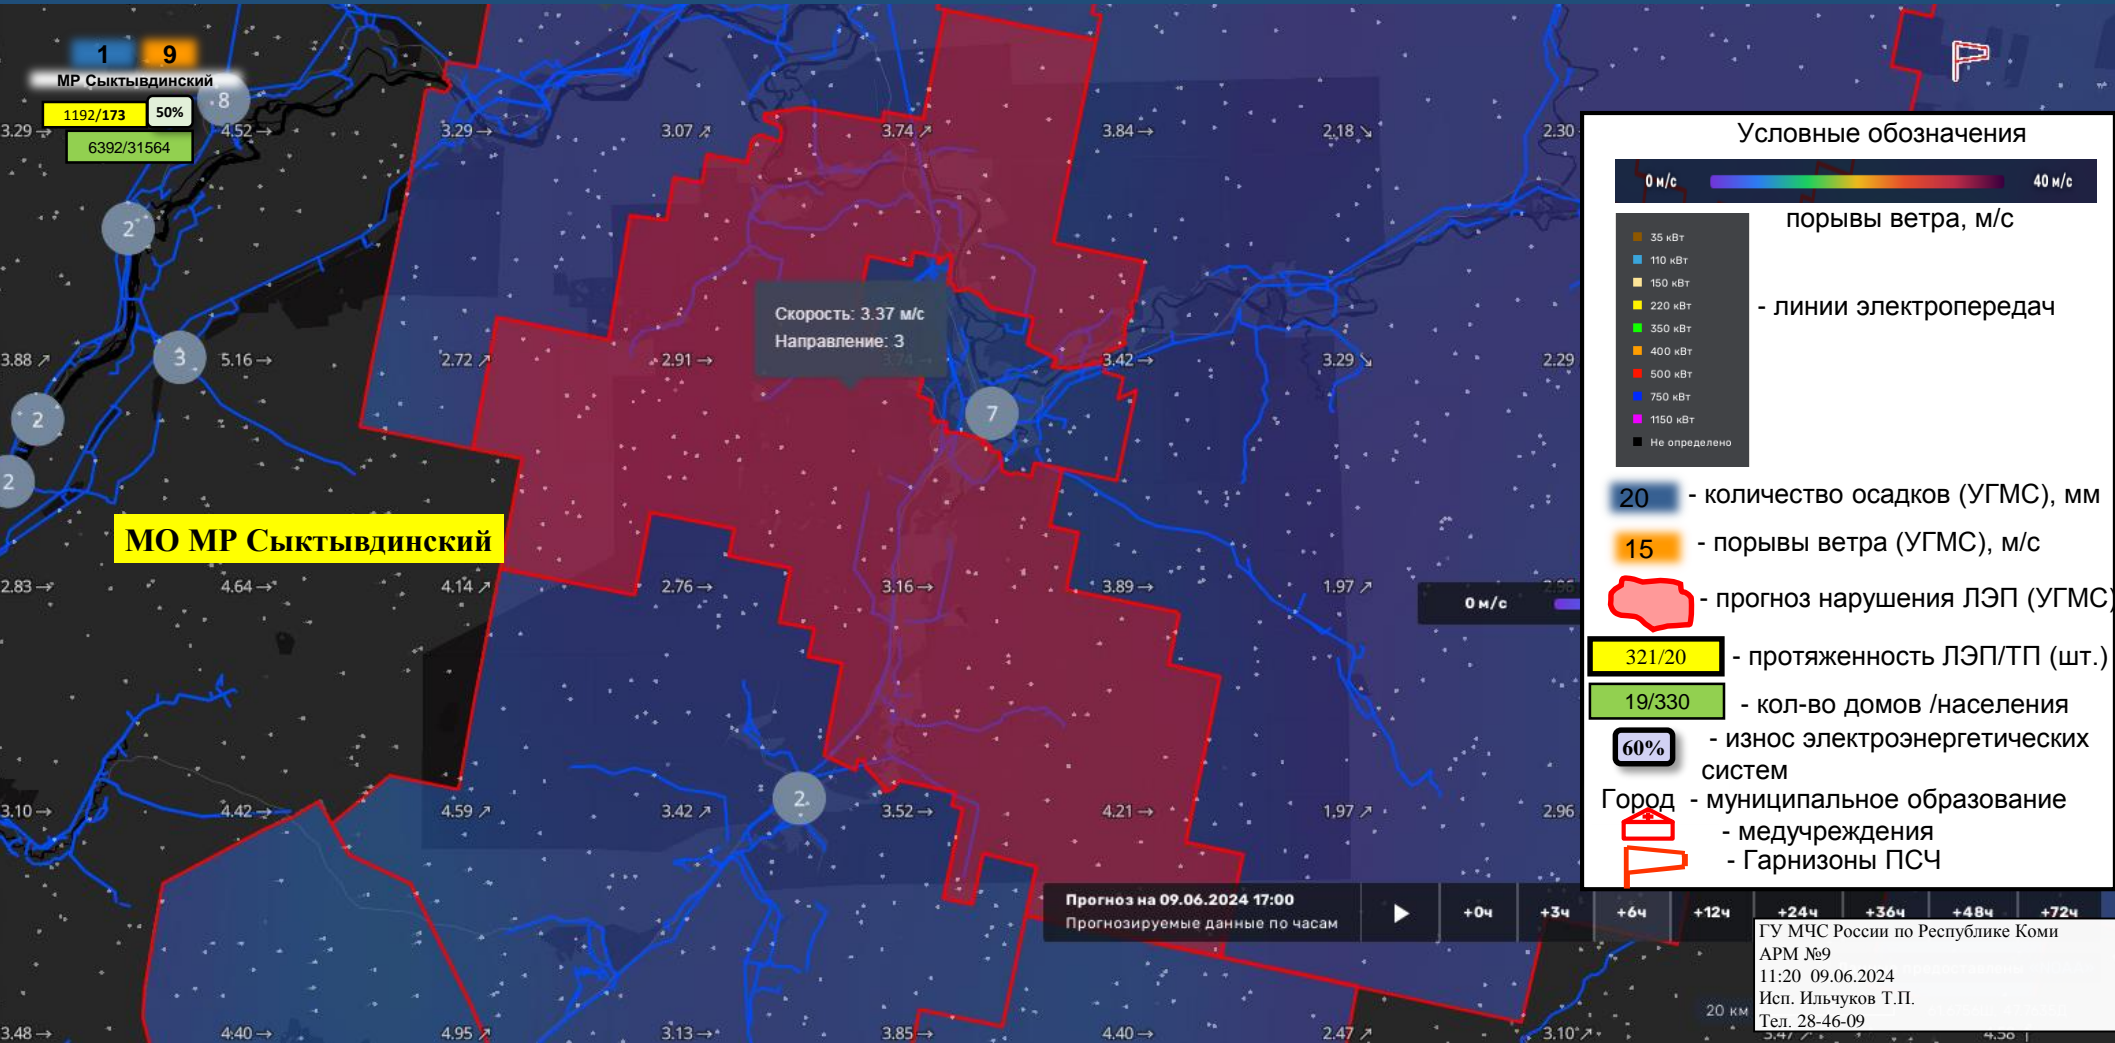 1 9
МР Сыктывдинский
1192/173 50%
6392/31564
8
3.29 → 4.52 → 3.29 → 3.07 ↗ 3.74 ↗ 3.84 → 2.18 ↘ 2.30
2
Скорость: 3.37 м/с
Направление: З
3.88 ↗ 3 5.16 → 2.72 ↗ 2.91 → 3.74 → 3.42 → 3.29 ↘ 2.29
2 7
2
МО МР Сыктывдинский
2.83 → 4.64 → 4.14 ↗ 2.76 → 3.16 → 3.89 → 1.97 ↗ 2.96
0 м/с
2
3.10 → 4.42 → 4.59 ↗ 3.42 ↗ 3.52 → 4.21 → 1.97 ↗ 2.96
3.48 → 4.40 → 4.95 ↗ 3.13 → 3.85 → 4.40 → 2.47 ↗ 3.10 ↗ 3.47 ↗ 4.58
Условные обозначения
0 м/с 40 м/с
порывы ветра, м/с
35 кВт
110 кВт
150 кВт
220 кВт
350 кВт
400 кВт
500 кВт
750 кВт
1150 кВт
Не определено
- линии электропередач
20 - количество осадков (УГМС), мм
15 - порывы ветра (УГМС), м/с
- прогноз нарушения ЛЭП (УГМС)
321/20 - протяженность ЛЭП/ТП (шт.)
19/330 - кол-во домов /населения
60% - износ электроэнергетических
систем
Город - муниципальное образование
- медучреждения
- Гарнизоны ПСЧ
Прогноз на 09.06.2024 17:00
Прогнозируемые данные по часам
+0ч +3ч +6ч +12ч +24ч +36ч +48ч +72ч
ГУ МЧС России по Республике Коми
АРМ №9
11:20 09.06.2024
Исп. Ильчуков Т.П.
Тел. 28-46-09
20 км